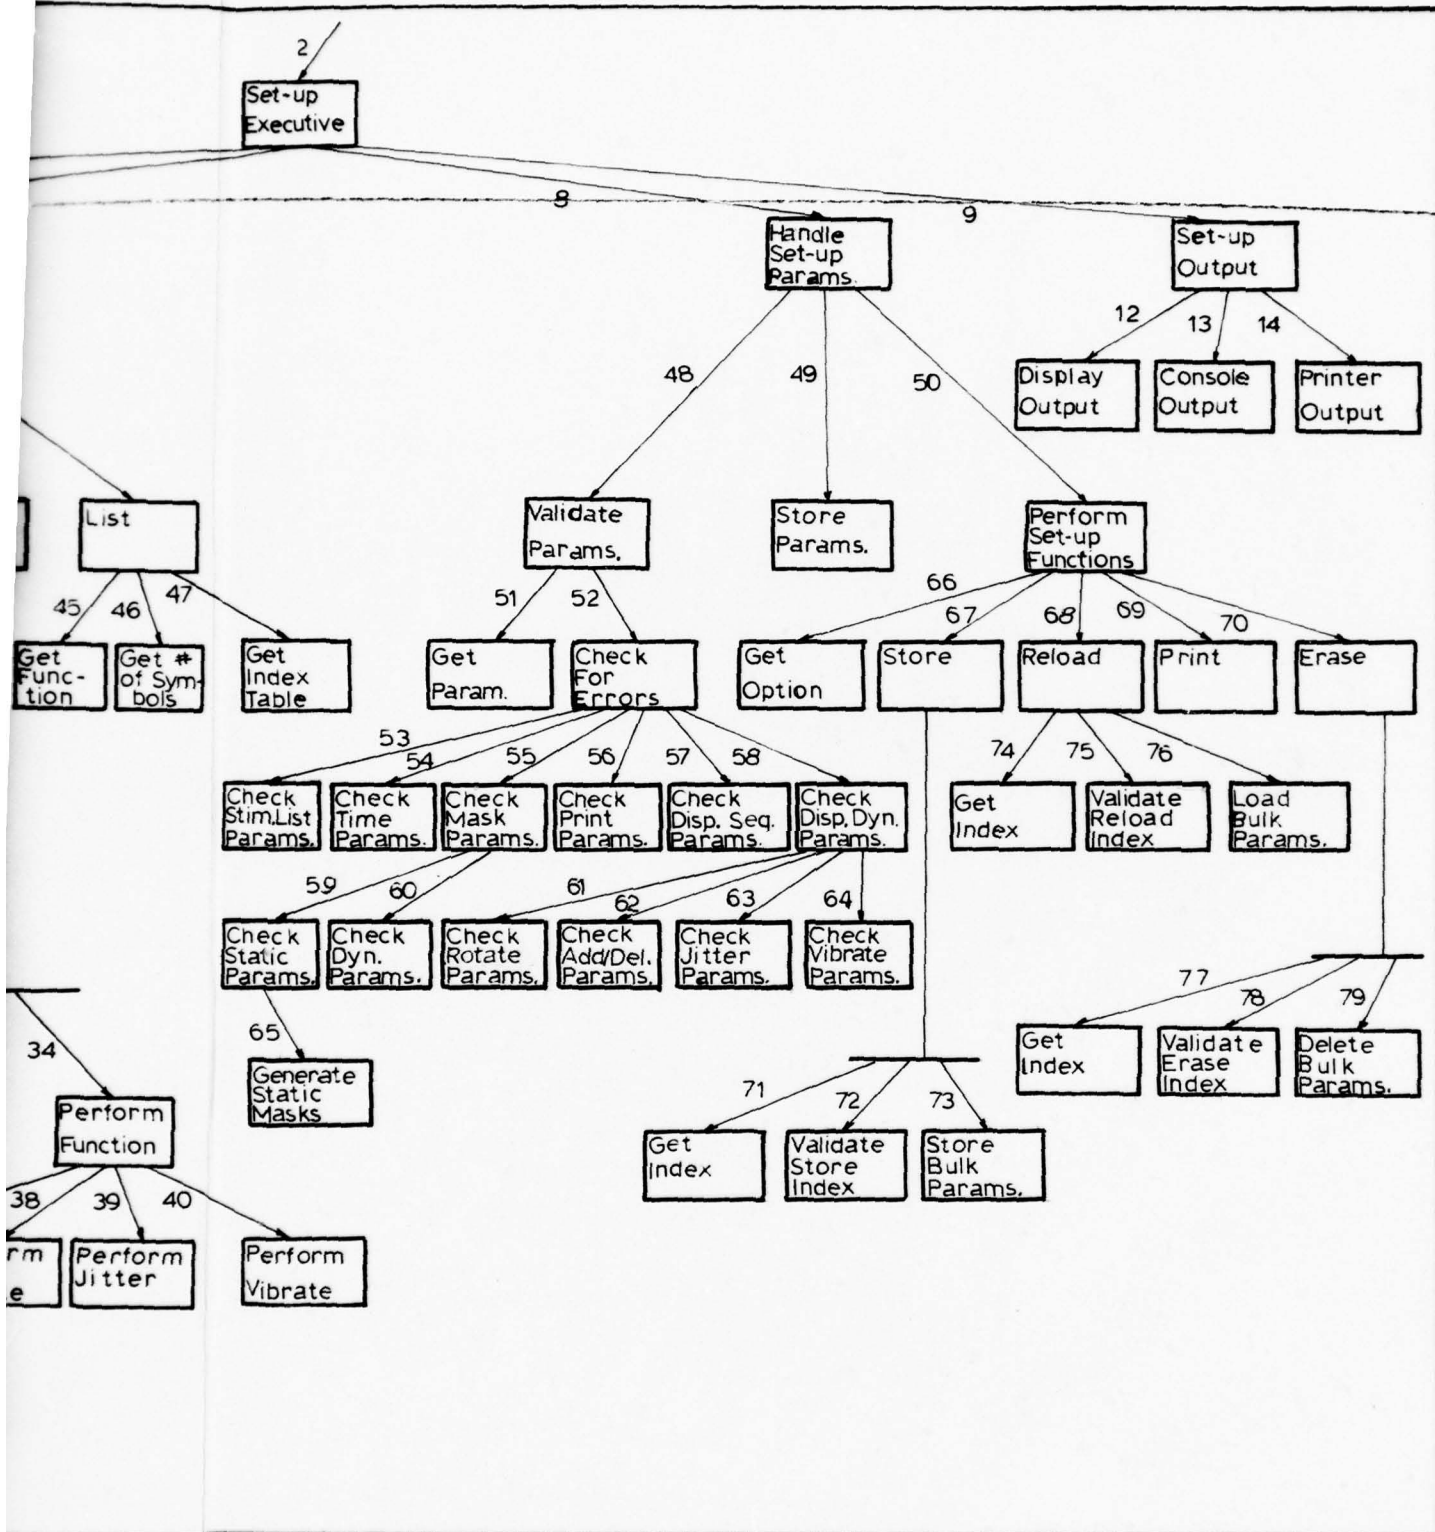 2
Set-up
Executive
8
9
Handle
Set-up
Params.
Set-up
Output
12
13
14
48
49
50
Display
Output
Console
Output
Printer
Output
List
Validate
Params.
Store
Params.
Perform
Set-up
Functions
45
46
47
51
52
66
67
68
69
70
Get
Func-
tion
Get #
of Sym-
bols
Get
Index
Table
Get
Param.
Check
For
Errors
Get
Option
Store
Reload
Print
Erase
53
54
55
56
57
58
74
75
76
Check
Stim.List
Params.
Check
Time
Params.
Check
Mask
Params.
Check
Print
Params.
Check
Disp. Seq.
Params.
Check
Disp. Dyn.
Params.
Get
Index
Validate
Reload
Index
Load
Bulk
Params.
59
60
61
62
63
64
Check
Static
Params.
Check
Dyn.
Params.
Check
Rotate
Params.
Check
Add/Del.
Params.
Check
Jitter
Params.
Check
Vibrate
Params.
77
78
79
34
65
Get
Index
Validate
Erase
Index
Delete
Bulk
Params.
Generate
Static
Masks
71
72
73
Perform
Function
Get
Index
Validate
Store
Index
Store
Bulk
Params.
38
39
40
rm
e
Perform
Jitter
Perform
Vibrate